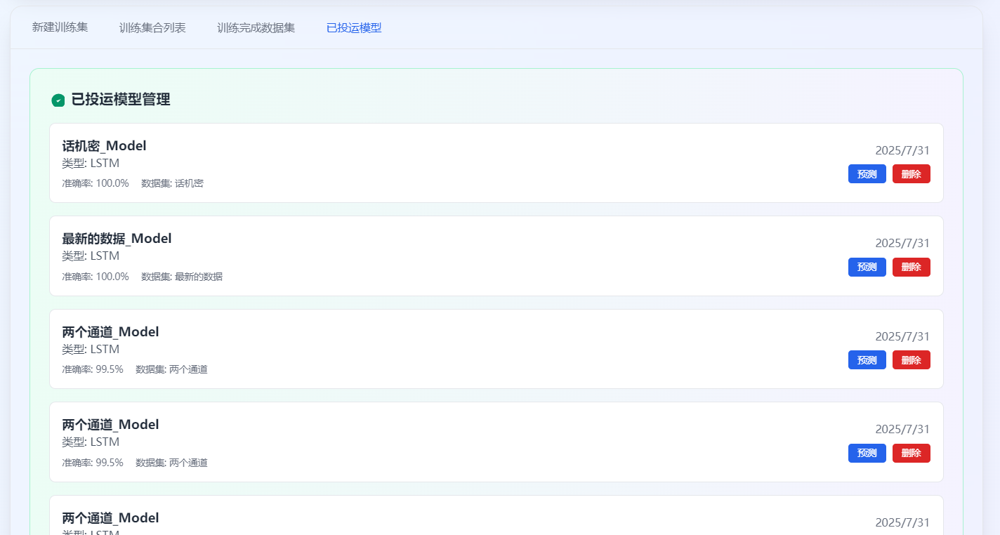 新建训练集 训练集合列表 训练完成数据集 已投运模型
已投运模型管理
话机密_Model
类型: LSTM
准确率: 100.0% 数据集: 话机密
2025/7/31
预测 删除
最新的数据_Model
类型: LSTM
准确率: 100.0% 数据集: 最新的数据
2025/7/31
预测 删除
两个通道_Model
类型: LSTM
准确率: 99.5% 数据集: 两个通道
2025/7/31
预测 删除
两个通道_Model
类型: LSTM
准确率: 99.5% 数据集: 两个通道
2025/7/31
预测 删除
两个通道_Model
类型: LSTM
2025/7/31